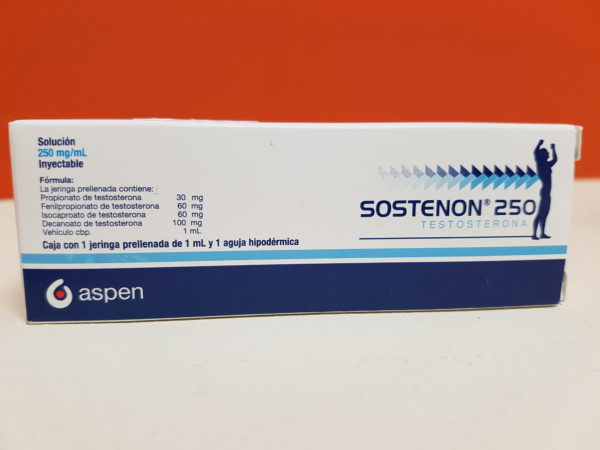 Solución
250 mg/mL
Inyectable
Fórmula:
La jeringa prellenada contiene:
Propionato de testosterona 30 mg
Fenilpropionato de testosterona 60 mg
Isocaproato de testosterona 60 mg
Decanoato de testosterona 100 mg
Vehículo cbp. 1 mL
Caja con 1 jeringa prellenada de 1 mL y 1 aguja hipodérmica
SOSTENON® 250
TESTOSTERONA
aspen